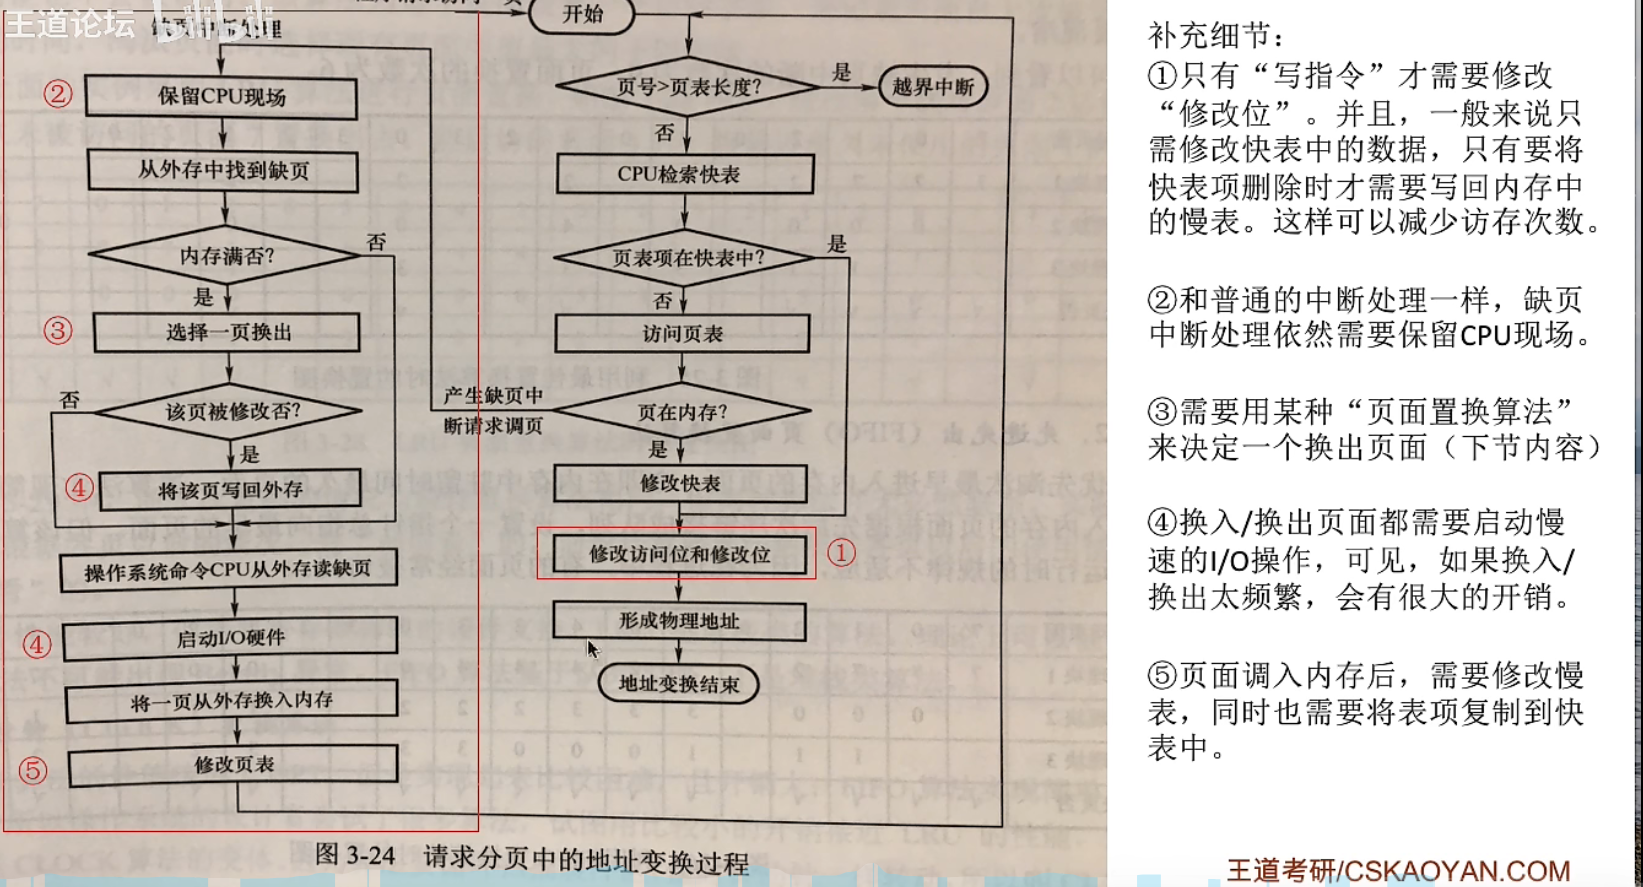 王道论坛
缺页中断处理
②
保留CPU现场
从外存中找到缺页
内存满否?
否
是
③
选择一页换出
否
该页被修改否?
是
④
将该页写回外存
操作系统命令CPU从外存读缺页
④
启动I/O硬件
将一页从外存换入内存
⑤
修改页表
开始
页号>页表长度?
是
越界中断
否
CPU检索快表
页表项在快表中?
是
否
访问页表
产生缺页中
断请求调页
页在内存?
是
修改快表
修改访问位和修改位
①
形成物理地址
地址变换结束
图 3-24 请求分页中的地址变换过程
补充细节：
①只有“写指令”才需要修改
“修改位”。并且，一般来说只
需修改快表中的数据，只有要将
快表项删除时才需要写回内存中
的慢表。这样可以减少访存次数。
②和普通的中断处理一样，缺页
中断处理依然需要保留CPU现场。
③需要用某种“页面置换算法”
来决定一个换出页面（下节内容）
④换入/换出页面都需要启动慢
速的I/O操作，可见，如果换入/
换出太频繁，会有很大的开销。
⑤页面调入内存后，需要修改慢
表，同时也需要将表项复制到快
表中。
王道考研/CSKAOYAN.COM